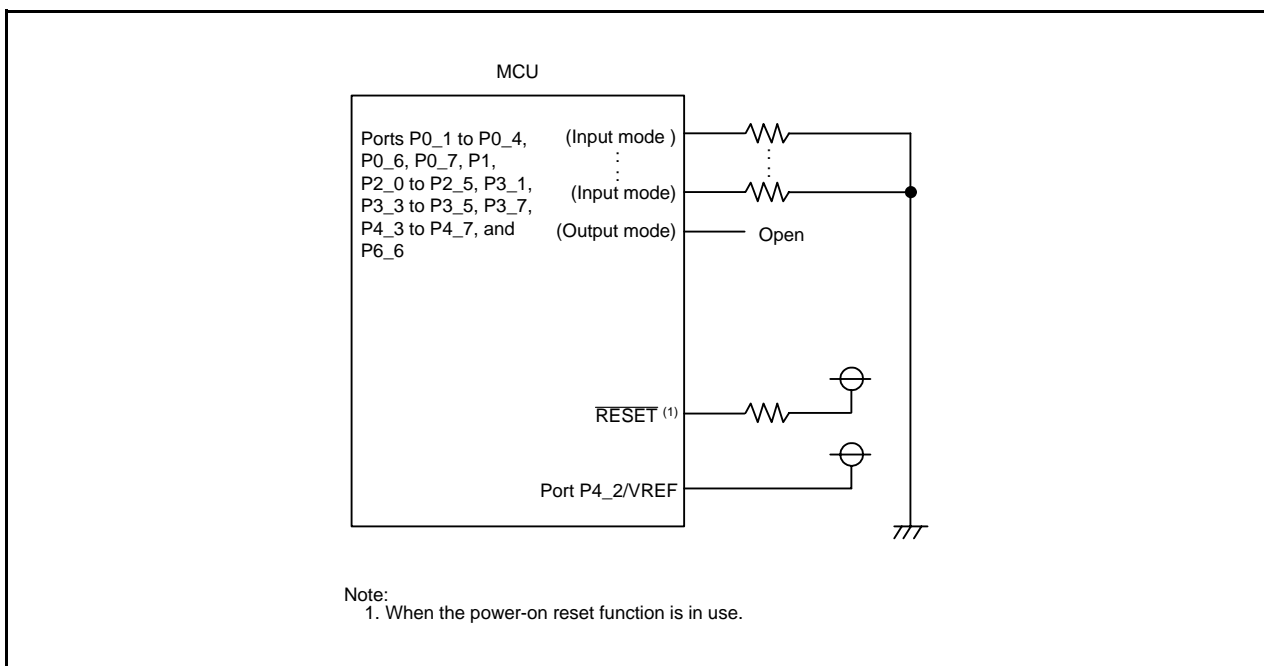 MCU
Ports P0_1 to P0_4,
P0_6, P0_7, P1,
P2_0 to P2_5, P3_1,
P3_3 to P3_5, P3_7,
P4_3 to P4_7, and
P6_6
(Input mode )
(Input mode)
(Output mode)
Open
RESET (1)
Port P4_2/VREF
Note:
1. When the power-on reset function is in use.